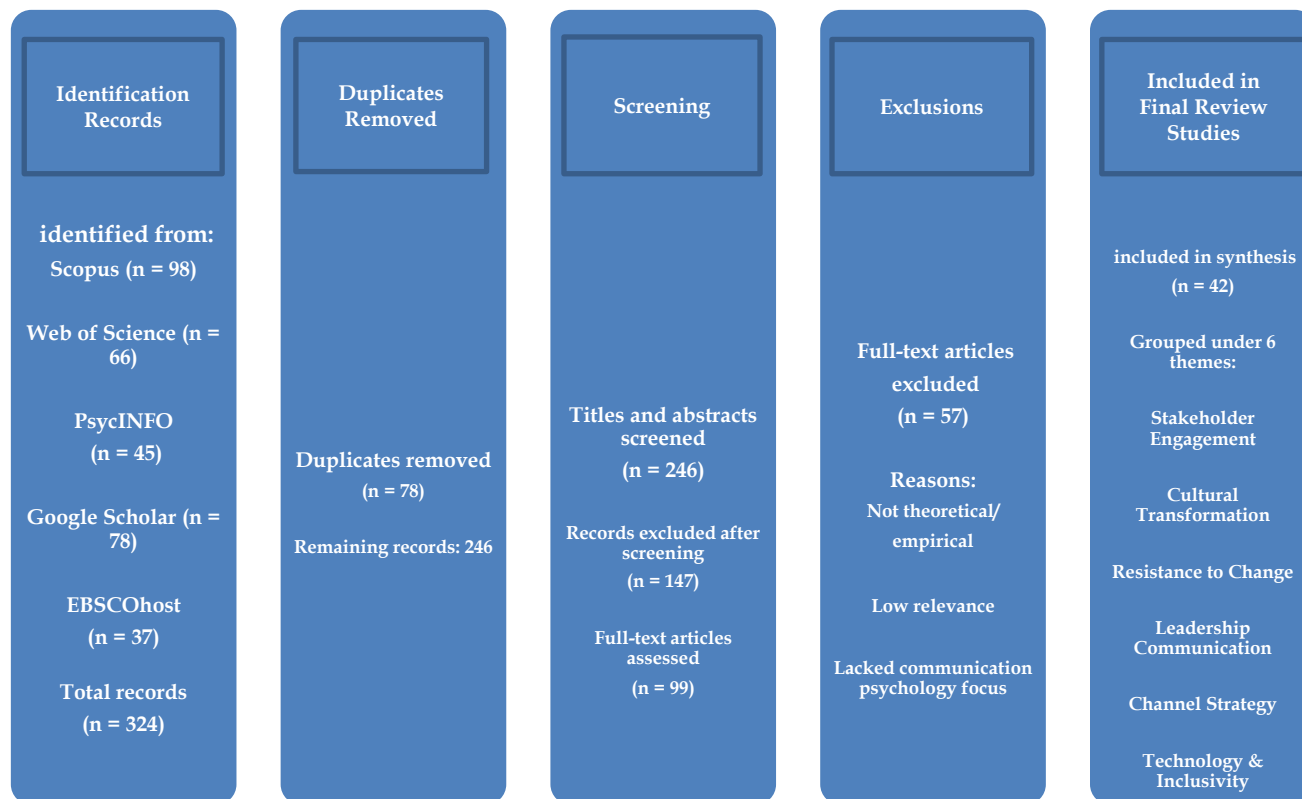 Identification
Records
identified from:
Scopus (n = 98)
Web of Science (n =
66)
PsycINFO
(n = 45)
Google Scholar (n =
78)
EBSCOhost
(n = 37)
Total records
(n = 324)
Duplicates
Removed
Duplicates removed
(n = 78)
Remaining records: 246
Screening
Titles and abstracts
screened
(n = 246)
Records excluded after
screening
(n = 147)
Full-text articles
assessed
(n = 99)
Exclusions
Full-text articles
excluded
(n = 57)
Reasons:
Not theoretical/
empirical
Low relevance
Lacked communication
psychology focus
Included in
Final Review
Studies
included in synthesis
(n = 42)
Grouped under 6
themes:
Stakeholder
Engagement
Cultural
Transformation
Resistance to Change
Leadership
Communication
Channel Strategy
Technology &
Inclusivity